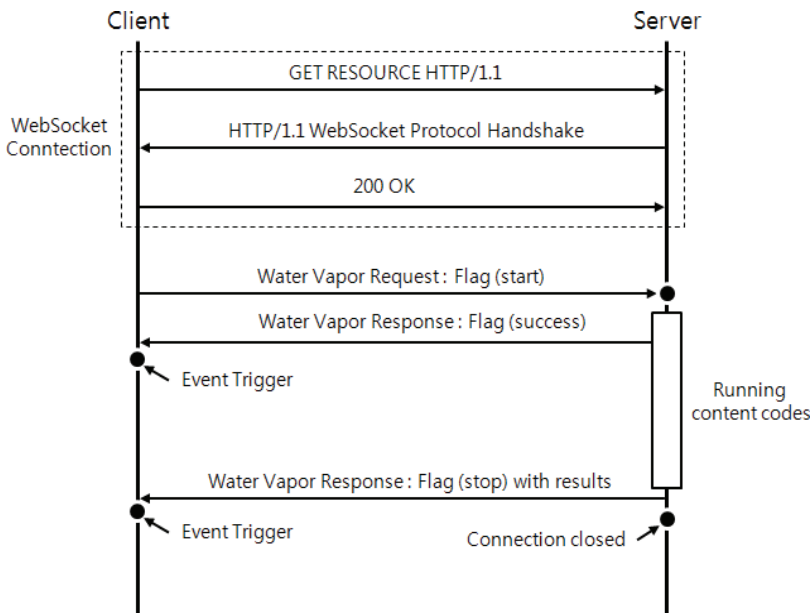 Client
Server
GET RESOURCE HTTP/1.1
WebSocket
Conntection
HTTP/1.1 WebSocket Protocol Handshake
200 OK
Water Vapor Request : Flag (start)
Water Vapor Response : Flag (success)
Event Trigger
Running
content codes
Water Vapor Response : Flag (stop) with results
Event Trigger
Connection closed